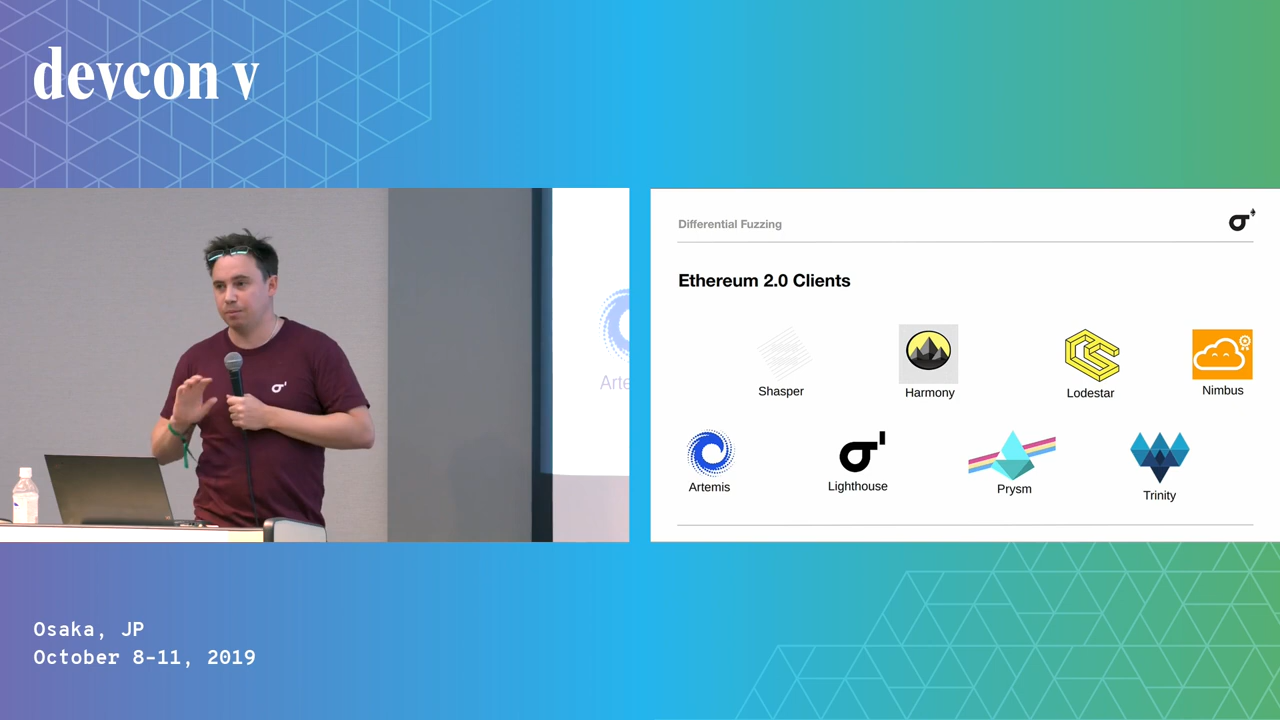 devcon v
Differential Fuzzing
Ethereum 2.0 Clients
Shasper
Harmony
Lodestar
Nimbus
Artemis
Lighthouse
Prysm
Trinity
Arte
Osaka, JP
October 8-11, 2019